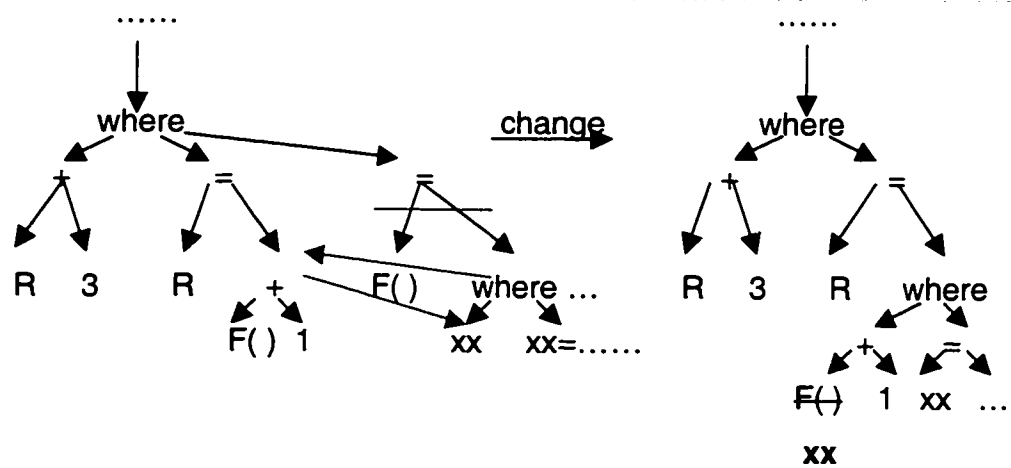 ...... ......
where change where
+ = = + =
R 3 R + F() where ... R 3 R where
F() 1 xx xx=...... + =
F() 1 xx ...
xx